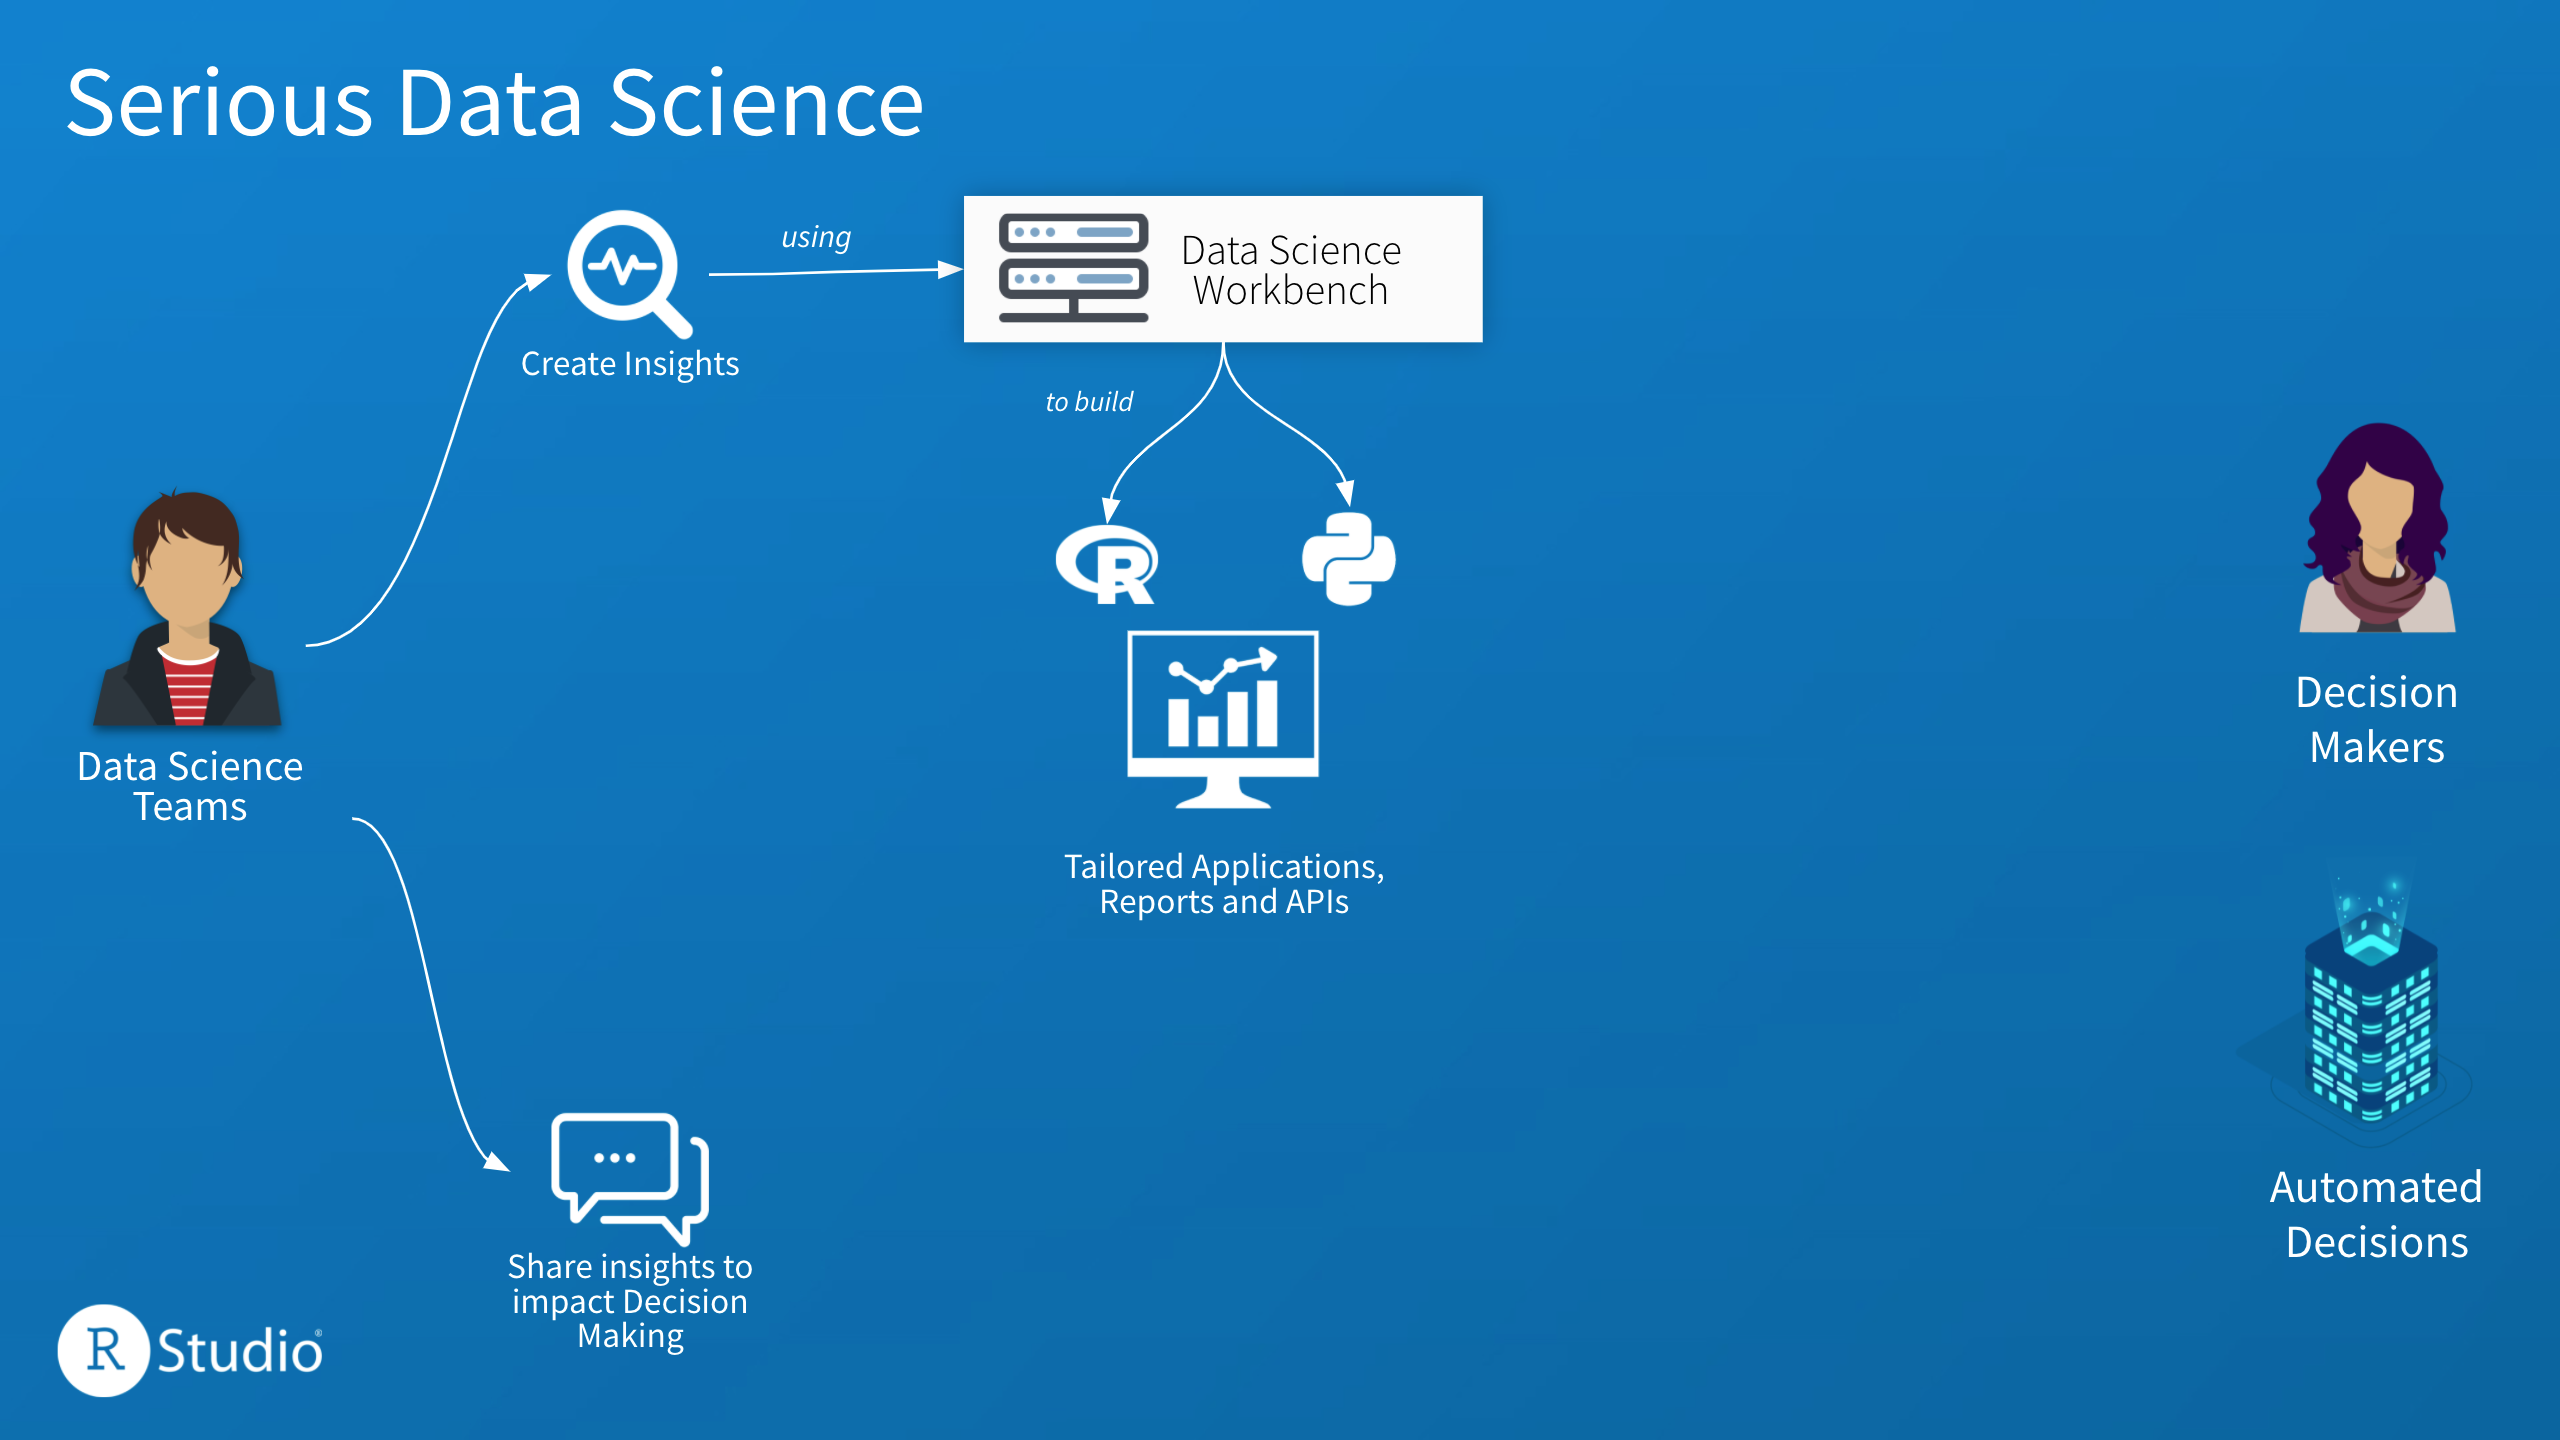 Serious Data Science
using
Data Science
Workbench
Create Insights
to build
R
Data Science
Teams
Tailored Applications,
Reports and APIs
Decision
Makers
Automated
Decisions
Share insights to
impact Decision
Making
R Studio®